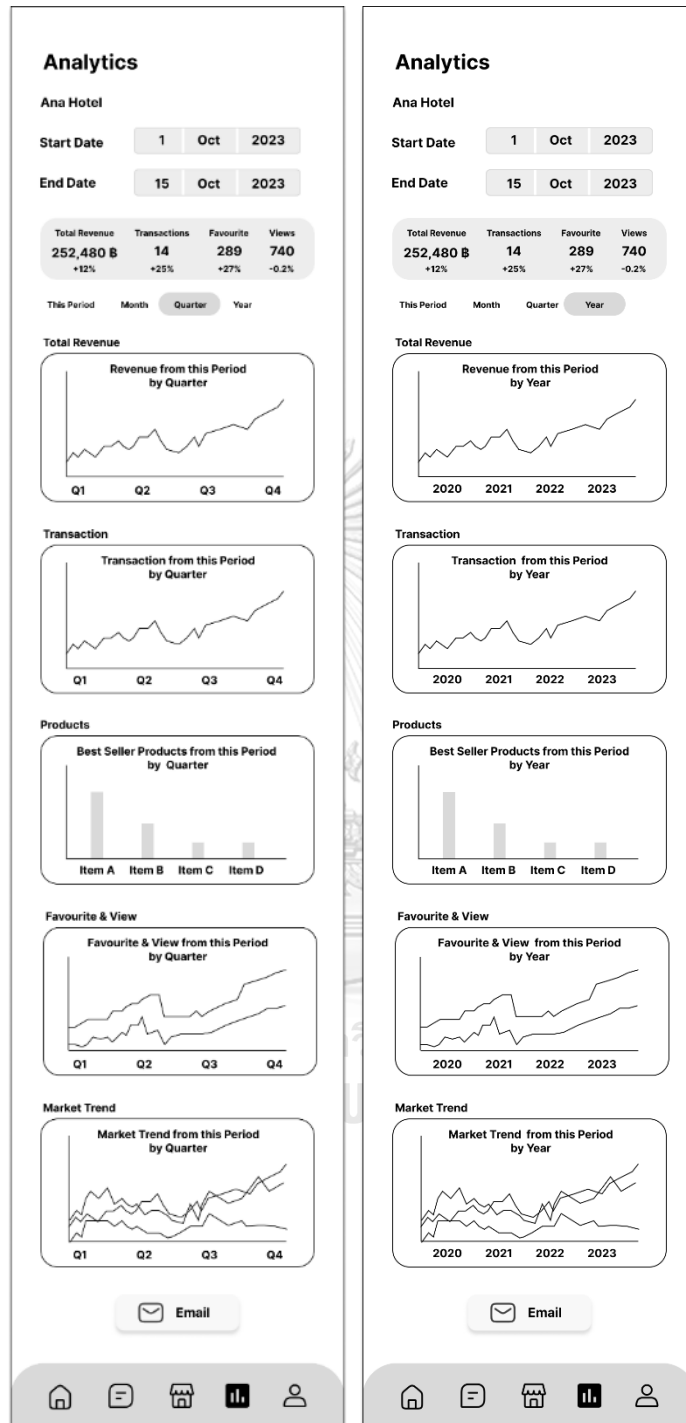 Analytics
Ana Hotel
Start Date 1 Oct 2023
End Date 15 Oct 2023
Total Revenue Transactions Favourite Views
252,480 ฿ 14 289 740
+12% +25% +27% -0.2%
This Period Month Quarter Year
Total Revenue
Revenue from this Period
by Quarter
Q1 Q2 Q3 Q4
Transaction
Transaction from this Period
by Quarter
Q1 Q2 Q3 Q4
Products
Best Seller Products from this Period
by Quarter
Item A Item B Item C Item D
Favourite & View
Favourite & View from this Period
by Quarter
Q1 Q2 Q3 Q4
Market Trend
Market Trend from this Period
by Quarter
Q1 Q2 Q3 Q4
Email
Analytics
Ana Hotel
Start Date 1 Oct 2023
End Date 15 Oct 2023
Total Revenue Transactions Favourite Views
252,480 ฿ 14 289 740
+12% +25% +27% -0.2%
This Period Month Quarter Year
Total Revenue
Revenue from this Period
by Year
2020 2021 2022 2023
Transaction
Transaction from this Period
by Year
2020 2021 2022 2023
Products
Best Seller Products from this Period
by Year
Item A Item B Item C Item D
Favourite & View
Favourite & View from this Period
by Year
2020 2021 2022 2023
Market Trend
Market Trend from this Period
by Year
2020 2021 2022 2023
Email